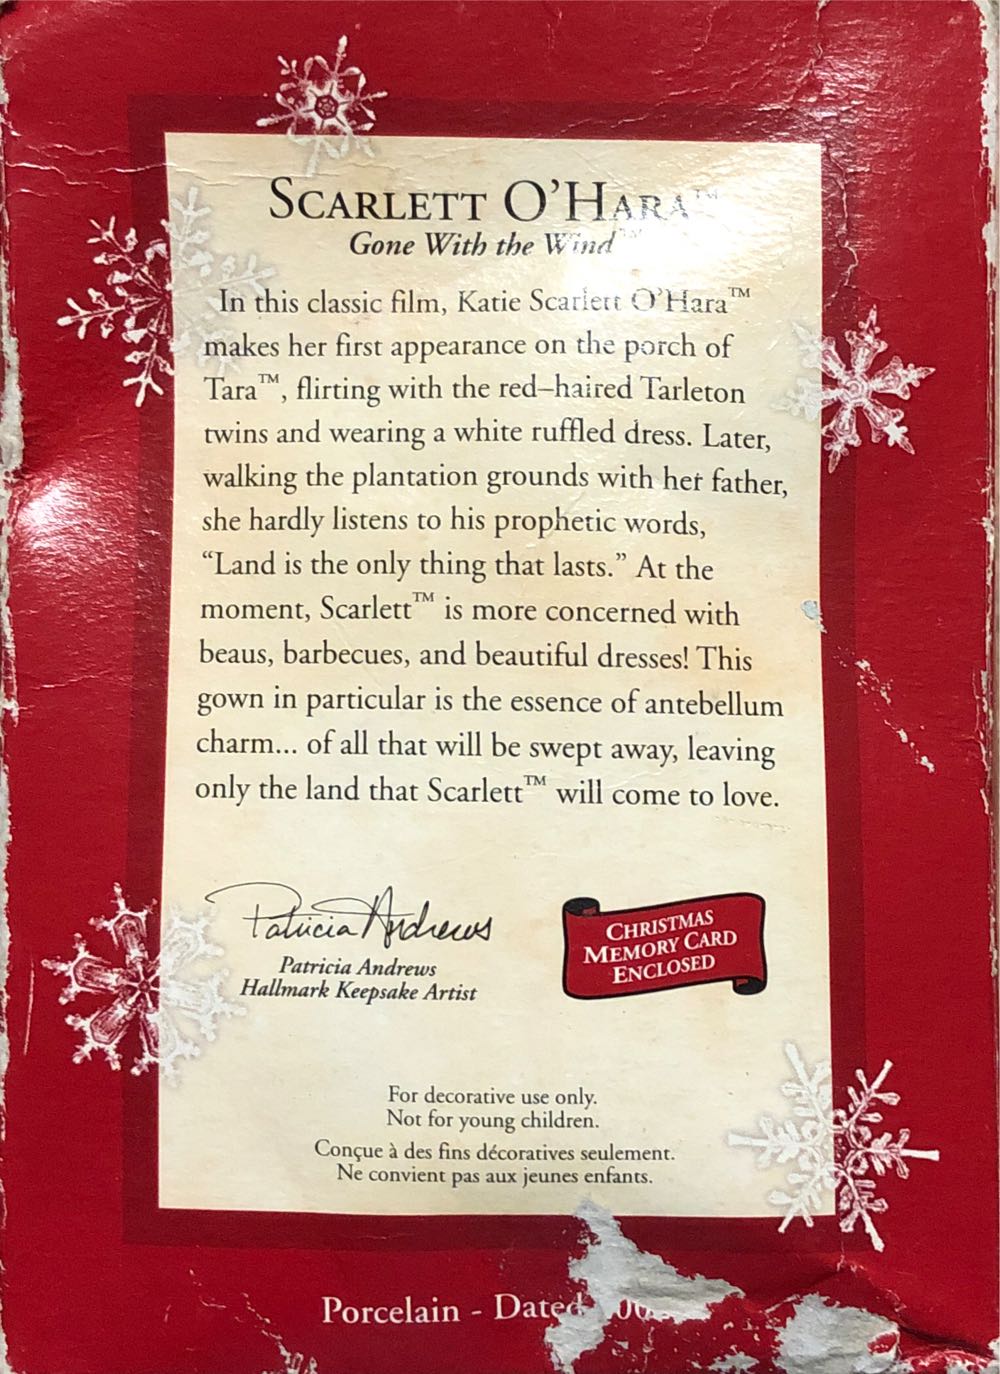 SCARLETT O'HARA™
Gone With the Wind™
In this classic film, Katie Scarlett O'Hara™
makes her first appearance on the porch of
Tara™, flirting with the red–haired Tarleton
twins and wearing a white ruffled dress. Later,
walking the plantation grounds with her father,
she hardly listens to his prophetic words,
“Land is the only thing that lasts.” At the
moment, Scarlett™ is more concerned with
beaus, barbecues, and beautiful dresses! This
gown in particular is the essence of antebellum
charm... of all that will be swept away, leaving
only the land that Scarlett™ will come to love.
Patricia Andrews
Patricia Andrews
Hallmark Keepsake Artist
CHRISTMAS
MEMORY CARD
ENCLOSED
For decorative use only.
Not for young children.
Conçue à des fins décoratives seulement.
Ne convient pas aux jeunes enfants.
Porcelain - Dated